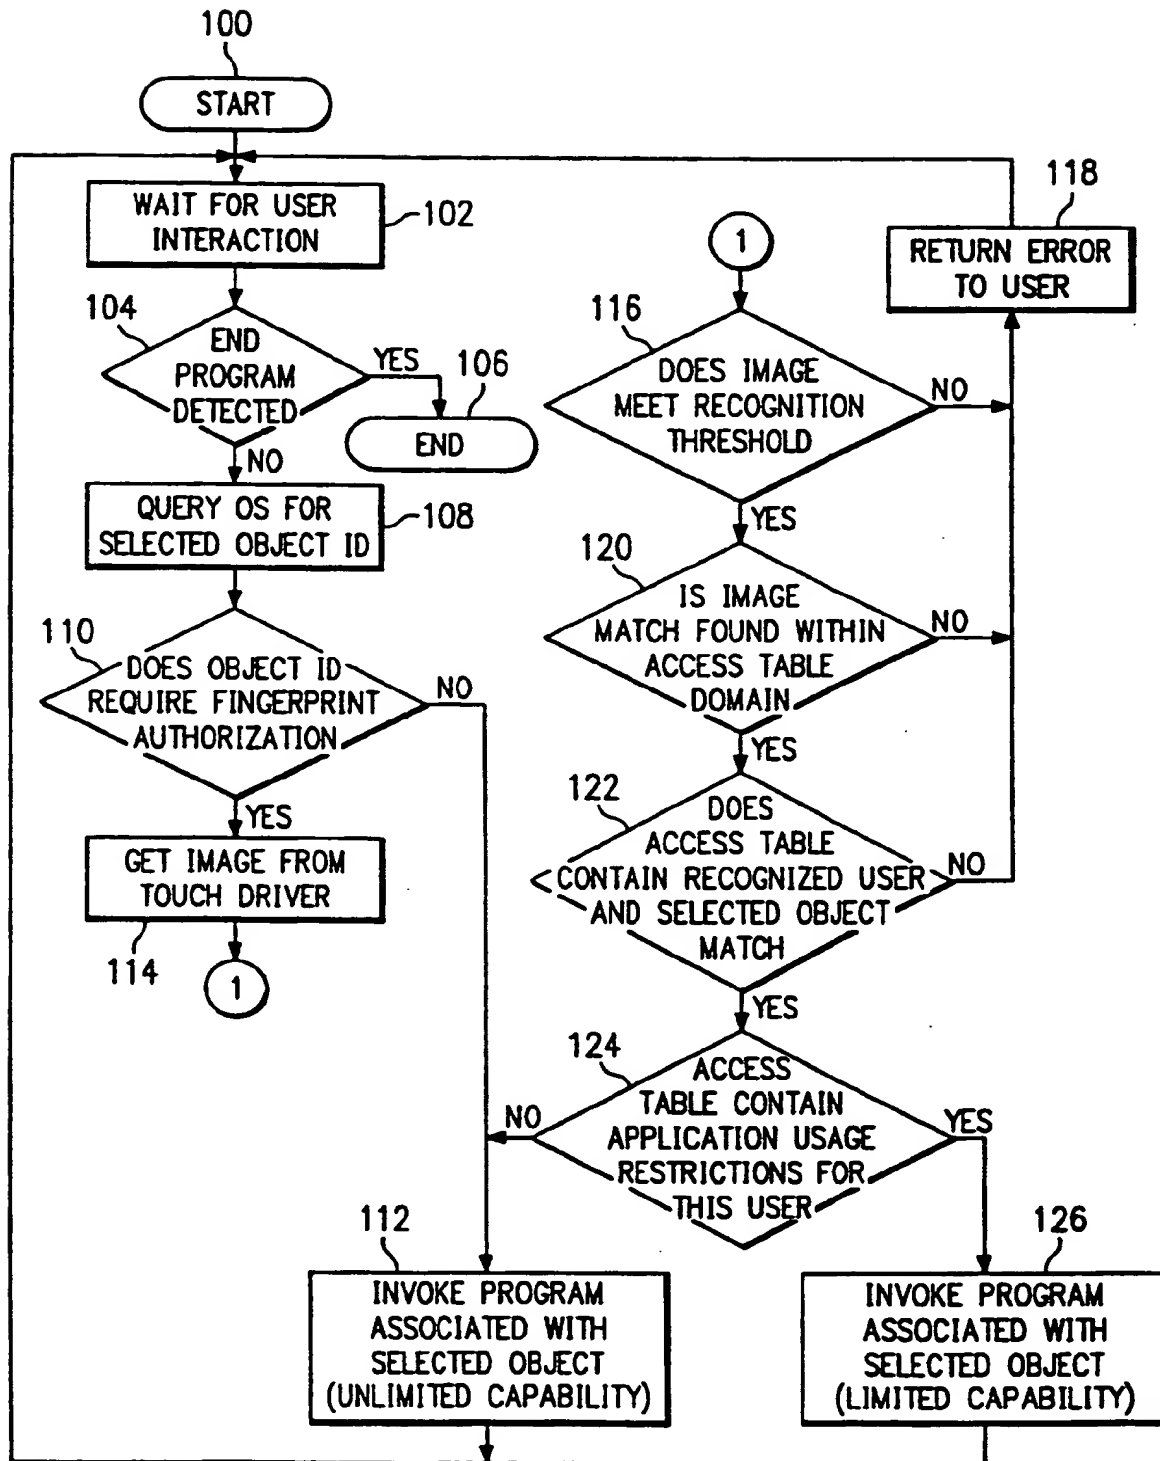 100
START
WAIT FOR USER
INTERACTION
102
104
END
PROGRAM
DETECTED
YES
106
END
NO
QUERY OS FOR
SELECTED OBJECT ID
108
110
DOES OBJECT ID
REQUIRE FINGERPRINT
AUTHORIZATION
NO
YES
GET IMAGE FROM
TOUCH DRIVER
114
1
1
116
DOES IMAGE
MEET RECOGNITION
THRESHOLD
NO
118
RETURN ERROR
TO USER
YES
120
IS IMAGE
MATCH FOUND WITHIN
ACCESS TABLE
DOMAIN
NO
YES
122
DOES
ACCESS TABLE
CONTAIN RECOGNIZED USER
AND SELECTED OBJECT
MATCH
NO
YES
124
ACCESS
TABLE CONTAIN
APPLICATION USAGE
RESTRICTIONS FOR
THIS USER
NO
YES
112
INVOKE PROGRAM
ASSOCIATED WITH
SELECTED OBJECT
(UNLIMITED CAPABILITY)
126
INVOKE PROGRAM
ASSOCIATED WITH
SELECTED OBJECT
(LIMITED CAPABILITY)